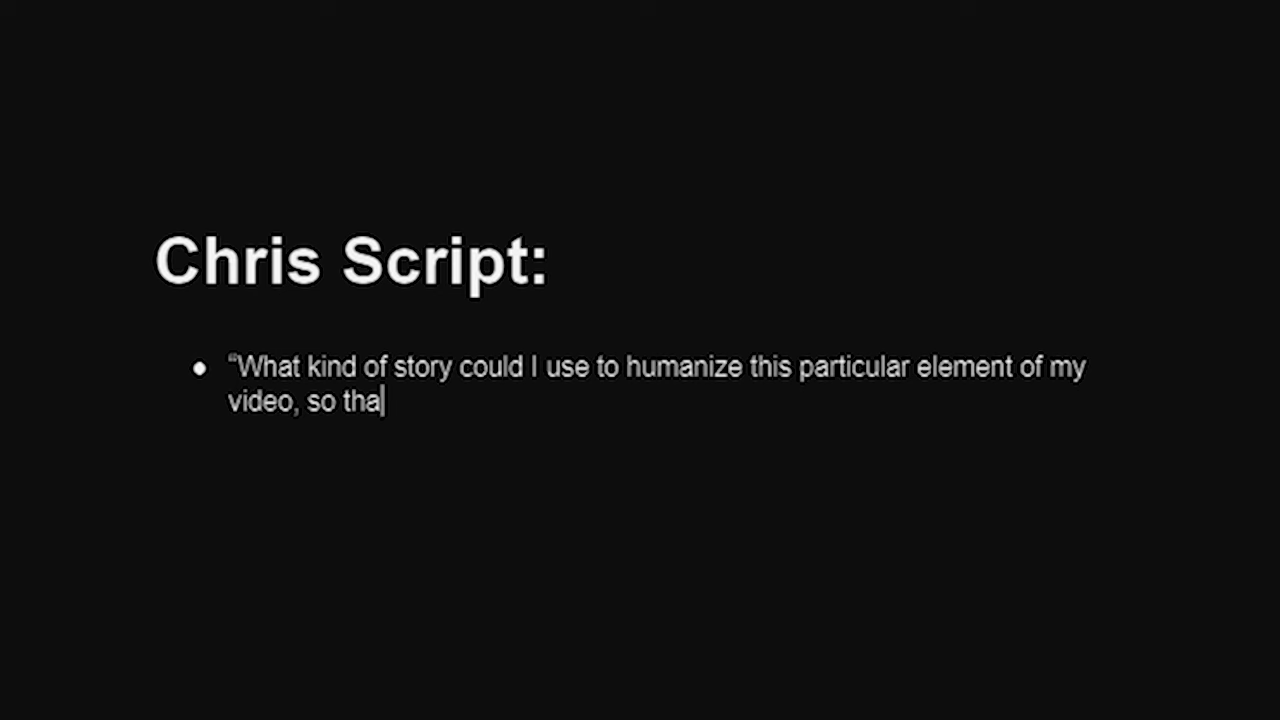 Chris Script:
● “What kind of story could I use to humanize this particular element of my
video, so tha